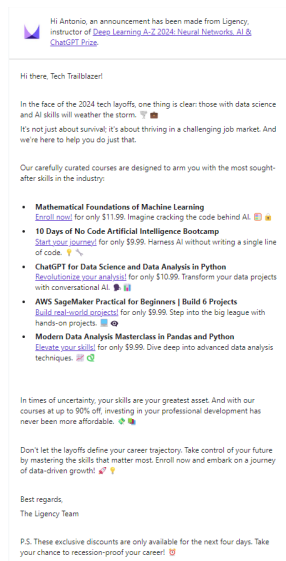 Hi Antonio, an announcement has been made from Ligency,
instructor of Deep Learning A-Z 2024: Neural Networks, AI &
ChatGPT Prize.
Hi there, Tech Trailblazer!
In the face of the 2024 tech layoffs, one thing is clear: those with data science
and AI skills will weather the storm. 🌪️ 💼
It's not just about survival; it's about thriving in a challenging job market. And
we're here to help you do just that.
Our carefully curated courses are designed to arm you with the most sought-
after skills in the industry:
• Mathematical Foundations of Machine Learning
Enroll now! for only $11.99. Imagine cracking the code behind AI.
• 10 Days of No Code Artificial Intelligence Bootcamp
Start your journey! for only $9.99. Harness AI without writing a single line
of code.
• ChatGPT for Data Science and Data Analysis in Python
Revolutionize your analysis! for only $10.99. Transform your data projects
with conversational AI.
• AWS SageMaker Practical for Beginners | Build 6 Projects
Build real-world projects! for only $9.99. Step into the big league with
hands-on projects.
• Modern Data Analysis Masterclass in Pandas and Python
Elevate your skills! for only $9.99. Dive deep into advanced data analysis
techniques.
In times of uncertainty, your skills are your greatest asset. And with our
courses at up to 90% off, investing in your professional development has
never been more affordable.
Don't let the layoffs define your career trajectory. Take control of your future
by mastering the skills that matter most. Enroll now and embark on a journey
of data-driven growth! 🚀 💡
Best regards,
The Ligency Team
P.S. These exclusive discounts are only available for the next four days. Take
your chance to recession-proof your career! ⏰